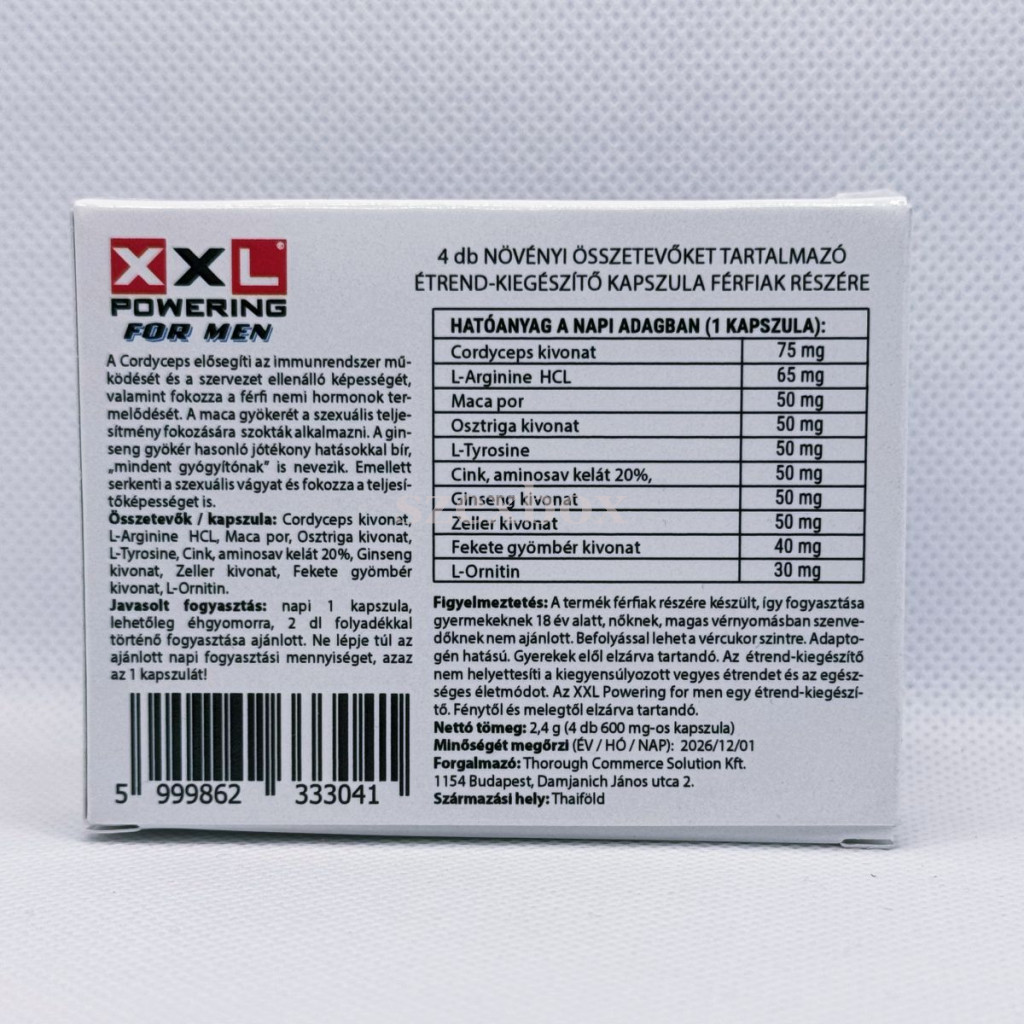 XXL®
POWERING
FOR MEN
A Cordyceps elősegíti az immunrendszer mű-
ködését és a szervezet ellenálló képességét,
valamint fokozza a férfi nemi hormonok ter-
melődését. A maca gyökerét a szexuális telje-
sítmény fokozására szokták alkalmazni. A gin-
seng gyökér hasonló jótékony hatásokkal bír,
„mindent gyógyítónak” is nevezik. Emellett
serkenti a szexuális vágyat és fokozza a teljesí-
tőképességet is.
Összetevők / kapszula: Cordyceps kivonat,
L-Arginine HCL, Maca por, Osztriga kivonat,
L-Tyrosine, Cink, aminosav kelát 20%, Ginseng
kivonat, Zeller kivonat, Fekete gyömbér
kivonat, L-Ornitin.
Javasolt fogyasztás: napi 1 kapszula,
lehetőleg éhgyomorra, 2 dl folyadékkal
történő fogyasztása ajánlott. Ne lépje túl az
ajánlott napi fogyasztási mennyiséget, azaz
az 1 kapszulát!
5 999862 333041
4 db NÖVÉNYI ÖSSZETEVŐKET TARTALMAZÓ
ÉTREND-KIEGÉSZÍTŐ KAPSZULA FÉRFIAK RÉSZÉRE
HATÓANYAG A NAPI ADAGBAN (1 KAPSZULA):
Cordyceps kivonat 75 mg
L-Arginine HCL 65 mg
Maca por 50 mg
Osztriga kivonat 50 mg
L-Tyrosine 50 mg
Cink, aminosav kelát 20%, 50 mg
Ginseng kivonat 50 mg
Zeller kivonat 50 mg
Fekete gyömbér kivonat 40 mg
L-Ornitin 30 mg
Figyelmeztetés: A termék férfiak részére készült, így fogyasztása
gyermekeknek 18 év alatt, nőknek, magas vérnyomásban szenve-
dőknek nem ajánlott. Befolyással lehet a vércukor szintre. Adapto-
gén hatású. Gyerekek elől elzárva tartandó. Az étrend-kiegészítő
nem helyettesíti a kiegyensúlyozott vegyes étrendet és az egész-
séges életmódot. Az XXL Powering for men egy étrend-kiegészí-
tő. Fénytől és melegtől elzárva tartandó.
Nettó tömeg: 2,4 g (4 db 600 mg-os kapszula)
Minőségét megőrzi (ÉV / HÓ / NAP): 2026/12/01
Forgalmazó: Thorough Commerce Solution Kft.
1154 Budapest, Damjanich János utca 2.
Származási hely: Thaiföld